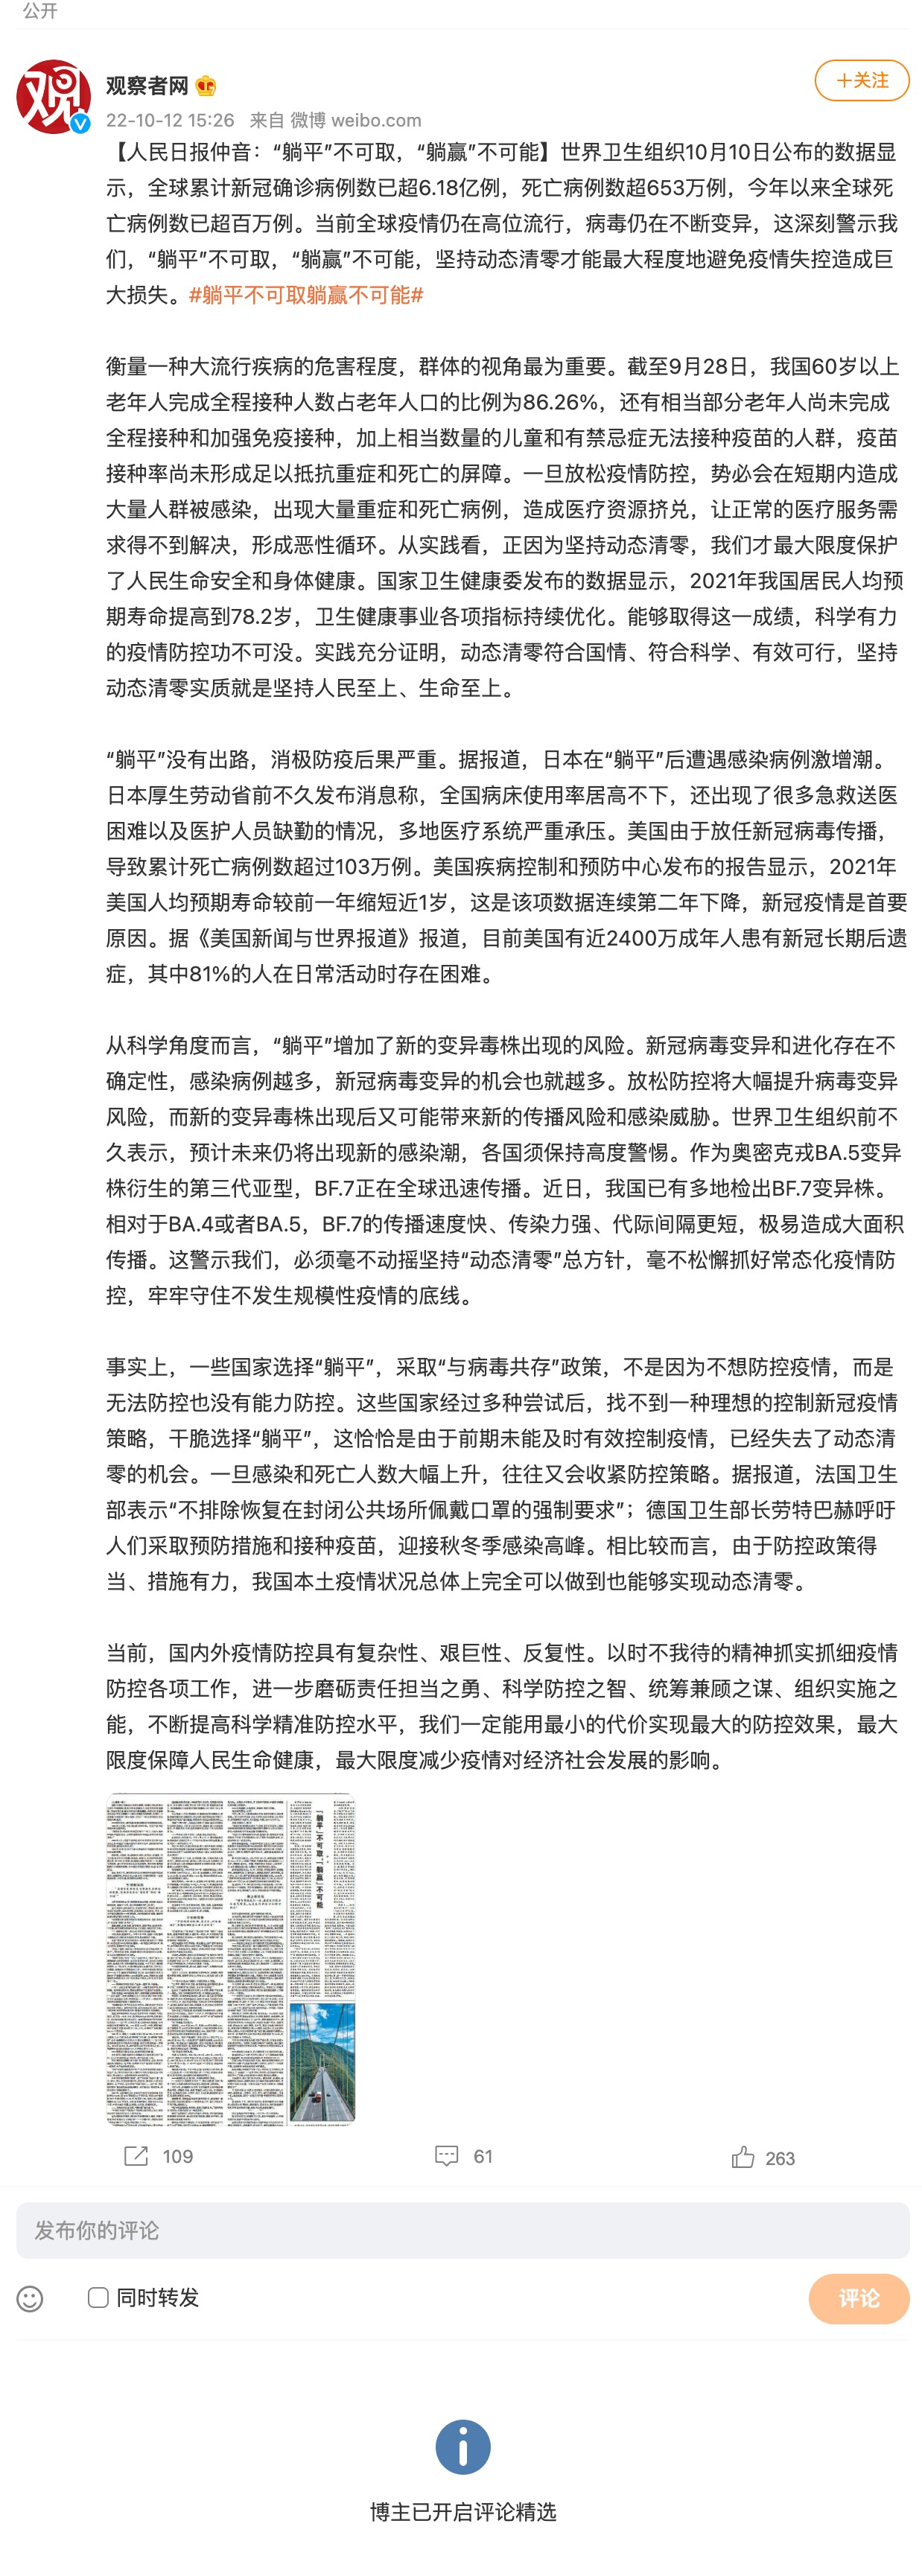 公开
观
观察者网
+关注
22-10-12 15:26 来自 微博 weibo.com
【人民日报仲音：“躺平”不可取，“躺赢”不可能】世界卫生组织10月10日公布的数据显
示，全球累计新冠确诊病例数已超6.18亿例，死亡病例数超653万例，今年以来全球死
亡病例数已超百万例。当前全球疫情仍在高位流行，病毒仍在不断变异，这深刻警示我
们，“躺平”不可取，“躺赢”不可能，坚持动态清零才能最大程度地避免疫情失控造成巨
大损失。#躺平不可取躺赢不可能#
衡量一种大流行疾病的危害程度，群体的视角最为重要。截至9月28日，我国60岁以上
老年人完成全程接种人数占老年人口的比例为86.26%，还有相当部分老年人尚未完成
全程接种和加强免疫接种，加上相当数量的儿童和有禁忌症无法接种疫苗的人群，疫苗
接种率尚未形成足以抵抗重症和死亡的屏障。一旦放松疫情防控，势必会在短期内造成
大量人群被感染，出现大量重症和死亡病例，造成医疗资源挤兑，让正常的医疗服务需
求得不到解决，形成恶性循环。从实践看，正因为坚持动态清零，我们才最大限度保护
了人民生命安全和身体健康。国家卫生健康委发布的数据显示，2021年我国居民人均预
期寿命提高到78.2岁，卫生健康事业各项指标持续优化。能够取得这一成绩，科学有力
的疫情防控功不可没。实践充分证明，动态清零符合国情、符合科学、有效可行，坚持
动态清零实质就是坚持人民至上、生命至上。
“躺平”没有出路，消极防疫后果严重。据报道，日本在“躺平”后遭遇感染病例激增潮。
日本厚生劳动省前不久发布消息称，全国病床使用率居高不下，还出现了很多急救送医
困难以及医护人员缺勤的情况，多地医疗系统严重承压。美国由于放任新冠病毒传播，
导致累计死亡病例数超过103万例。美国疾病控制和预防中心发布的报告显示，2021年
美国人均预期寿命较前一年缩短近1岁，这是该项数据连续第二年下降，新冠疫情是首要
原因。据《美国新闻与世界报道》报道，目前美国有近2400万成年人患有新冠长期后遗
症，其中81%的人在日常活动时存在困难。
从科学角度而言，“躺平”增加了新的变异毒株出现的风险。新冠病毒变异和进化存在不
确定性，感染病例越多，新冠病毒变异的机会也就越多。放松防控将大幅提升病毒变异
风险，而新的变异毒株出现后又可能带来新的传播风险和感染威胁。世界卫生组织前不
久表示，预计未来仍将出现新的感染潮，各国须保持高度警惕。作为奥密克戎BA.5变异
株衍生的第三代亚型，BF.7正在全球迅速传播。近日，我国已有多地检出BF.7变异株。
相对于BA.4或者BA.5，BF.7的传播速度快、传染力强、代际间隔更短，极易造成大面积
传播。这警示我们，必须毫不动摇坚持“动态清零”总方针，毫不松懈抓好常态化疫情防
控，牢牢守住不发生规模性疫情的底线。
事实上，一些国家选择“躺平”，采取“与病毒共存”政策，不是因为不想防控疫情，而是
无法防控也没有能力防控。这些国家经过多种尝试后，找不到一种理想的控制新冠疫情
策略，干脆选择“躺平”，这恰恰是由于前期未能及时有效控制疫情，已经失去了动态清
零的机会。一旦感染和死亡人数大幅上升，往往又会收紧防控策略。据报道，法国卫生
部表示“不排除恢复在封闭公共场所佩戴口罩的强制要求”；德国卫生部长劳特巴赫呼吁
人们采取预防措施和接种疫苗，迎接秋冬季感染高峰。相比较而言，由于防控政策得
当、措施有力，我国本土疫情状况总体上完全可以做到也能够实现动态清零。
当前，国内外疫情防控具有复杂性、艰巨性、反复性。以时不我待的精神抓实抓细疫情
防控各项工作，进一步磨砺责任担当之勇、科学防控之智、统筹兼顾之谋、组织实施之
能，不断提高科学精准防控水平，我们一定能用最小的代价实现最大的防控效果，最大
限度保障人民生命健康，最大限度减少疫情对经济社会发展的影响。
“躺平”不可取，“躺赢”不可能
109
61
263
发布你的评论
同时转发
评论
博主已开启评论精选